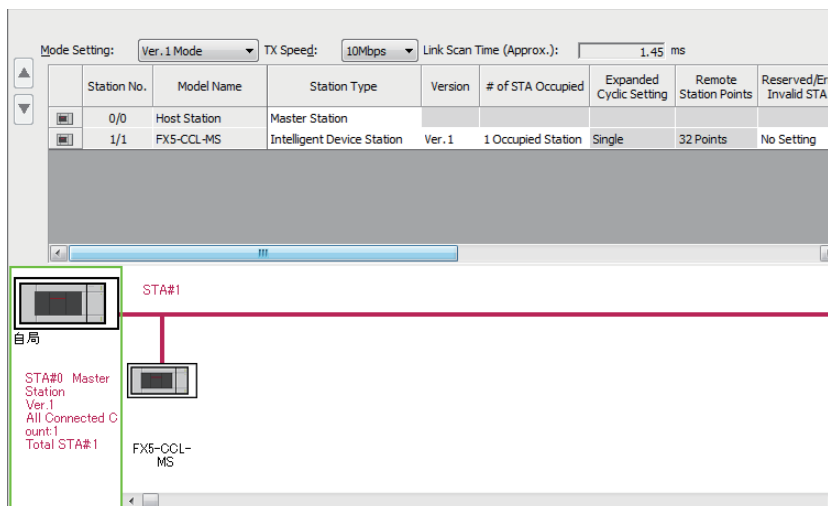 Mode Setting: Ver.1 Mode TX Speed: 10Mbps Link Scan Time (Approx.): 1.45 ms
Station No. Model Name Station Type Version # of STA Occupied Expanded Cyclic Setting Remote Station Points Reserved/Er Invalid STA
0/0 Host Station Master Station
1/1 FX5-CCL-MS Intelligent Device Station Ver.1 1 Occupied Station Single 32 Points No Setting
STA#1
自局
STA#0 Master
Station
Ver.1
All Connected C
ount:1
Total STA#:1
FX5-CCL-
MS